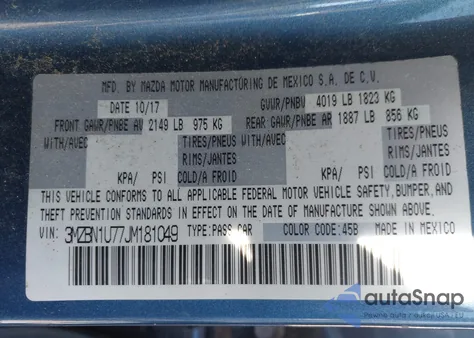 MFD. BY MAZDA MOTOR MANUFACTURING DE MEXICO S.A. DE C.V.
DATE 10/17 GVWR/PNBV 4019 LB 1823 KG
FRONT GAWR/PNBE AV 2149 LB 975 KG REAR GAWR/PNBE AR 1887 LB 856 KG
WITH/AVEC TIRES/PNEUS WITH/AVEC TIRES/PNEUS
RIMS/JANTES RIMS/JANTES
KPA/ PSI COLD/A FROID KPA/ PSI COLD/A FROID
THIS VEHICLE CONFORMS TO ALL APPLICABLE FEDERAL MOTOR VEHICLE SAFETY, BUMPER, AND
THEFT PREVENTION STANDARDS IN EFFECT ON THE DATE OF MANUFACTURE SHOWN ABOVE.
VIN: 3MZBN1U77JM181049 TYPE:PASS CAR COLOR CODE:45B MADE IN MEXICO
autoSnap